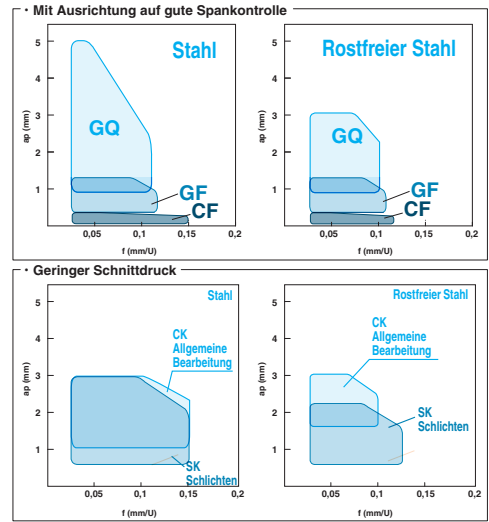 · Mit Ausrichtung auf gute Spankontrolle
Stahl
GQ
GF
CF
ap (mm)
5
4
3
2
1
0,05
0,1
0,15
0,2
f (mm/U)
Rostfreier Stahl
GQ
GF
CF
ap (mm)
5
4
3
2
1
0,05
0,1
0,15
0,2
f (mm/U)
· Geringer Schnittdruck
Stahl
CK
Allgemeine
Bearbeitung
SK
Schlichten
ap (mm)
5
4
3
2
1
0,05
0,1
0,15
0,2
f (mm/U)
Rostfreier Stahl
CK
Allgemeine
Bearbeitung
SK
Schlichten
ap (mm)
5
4
3
2
1
0,05
0,1
0,15
0,2
f (mm/U)